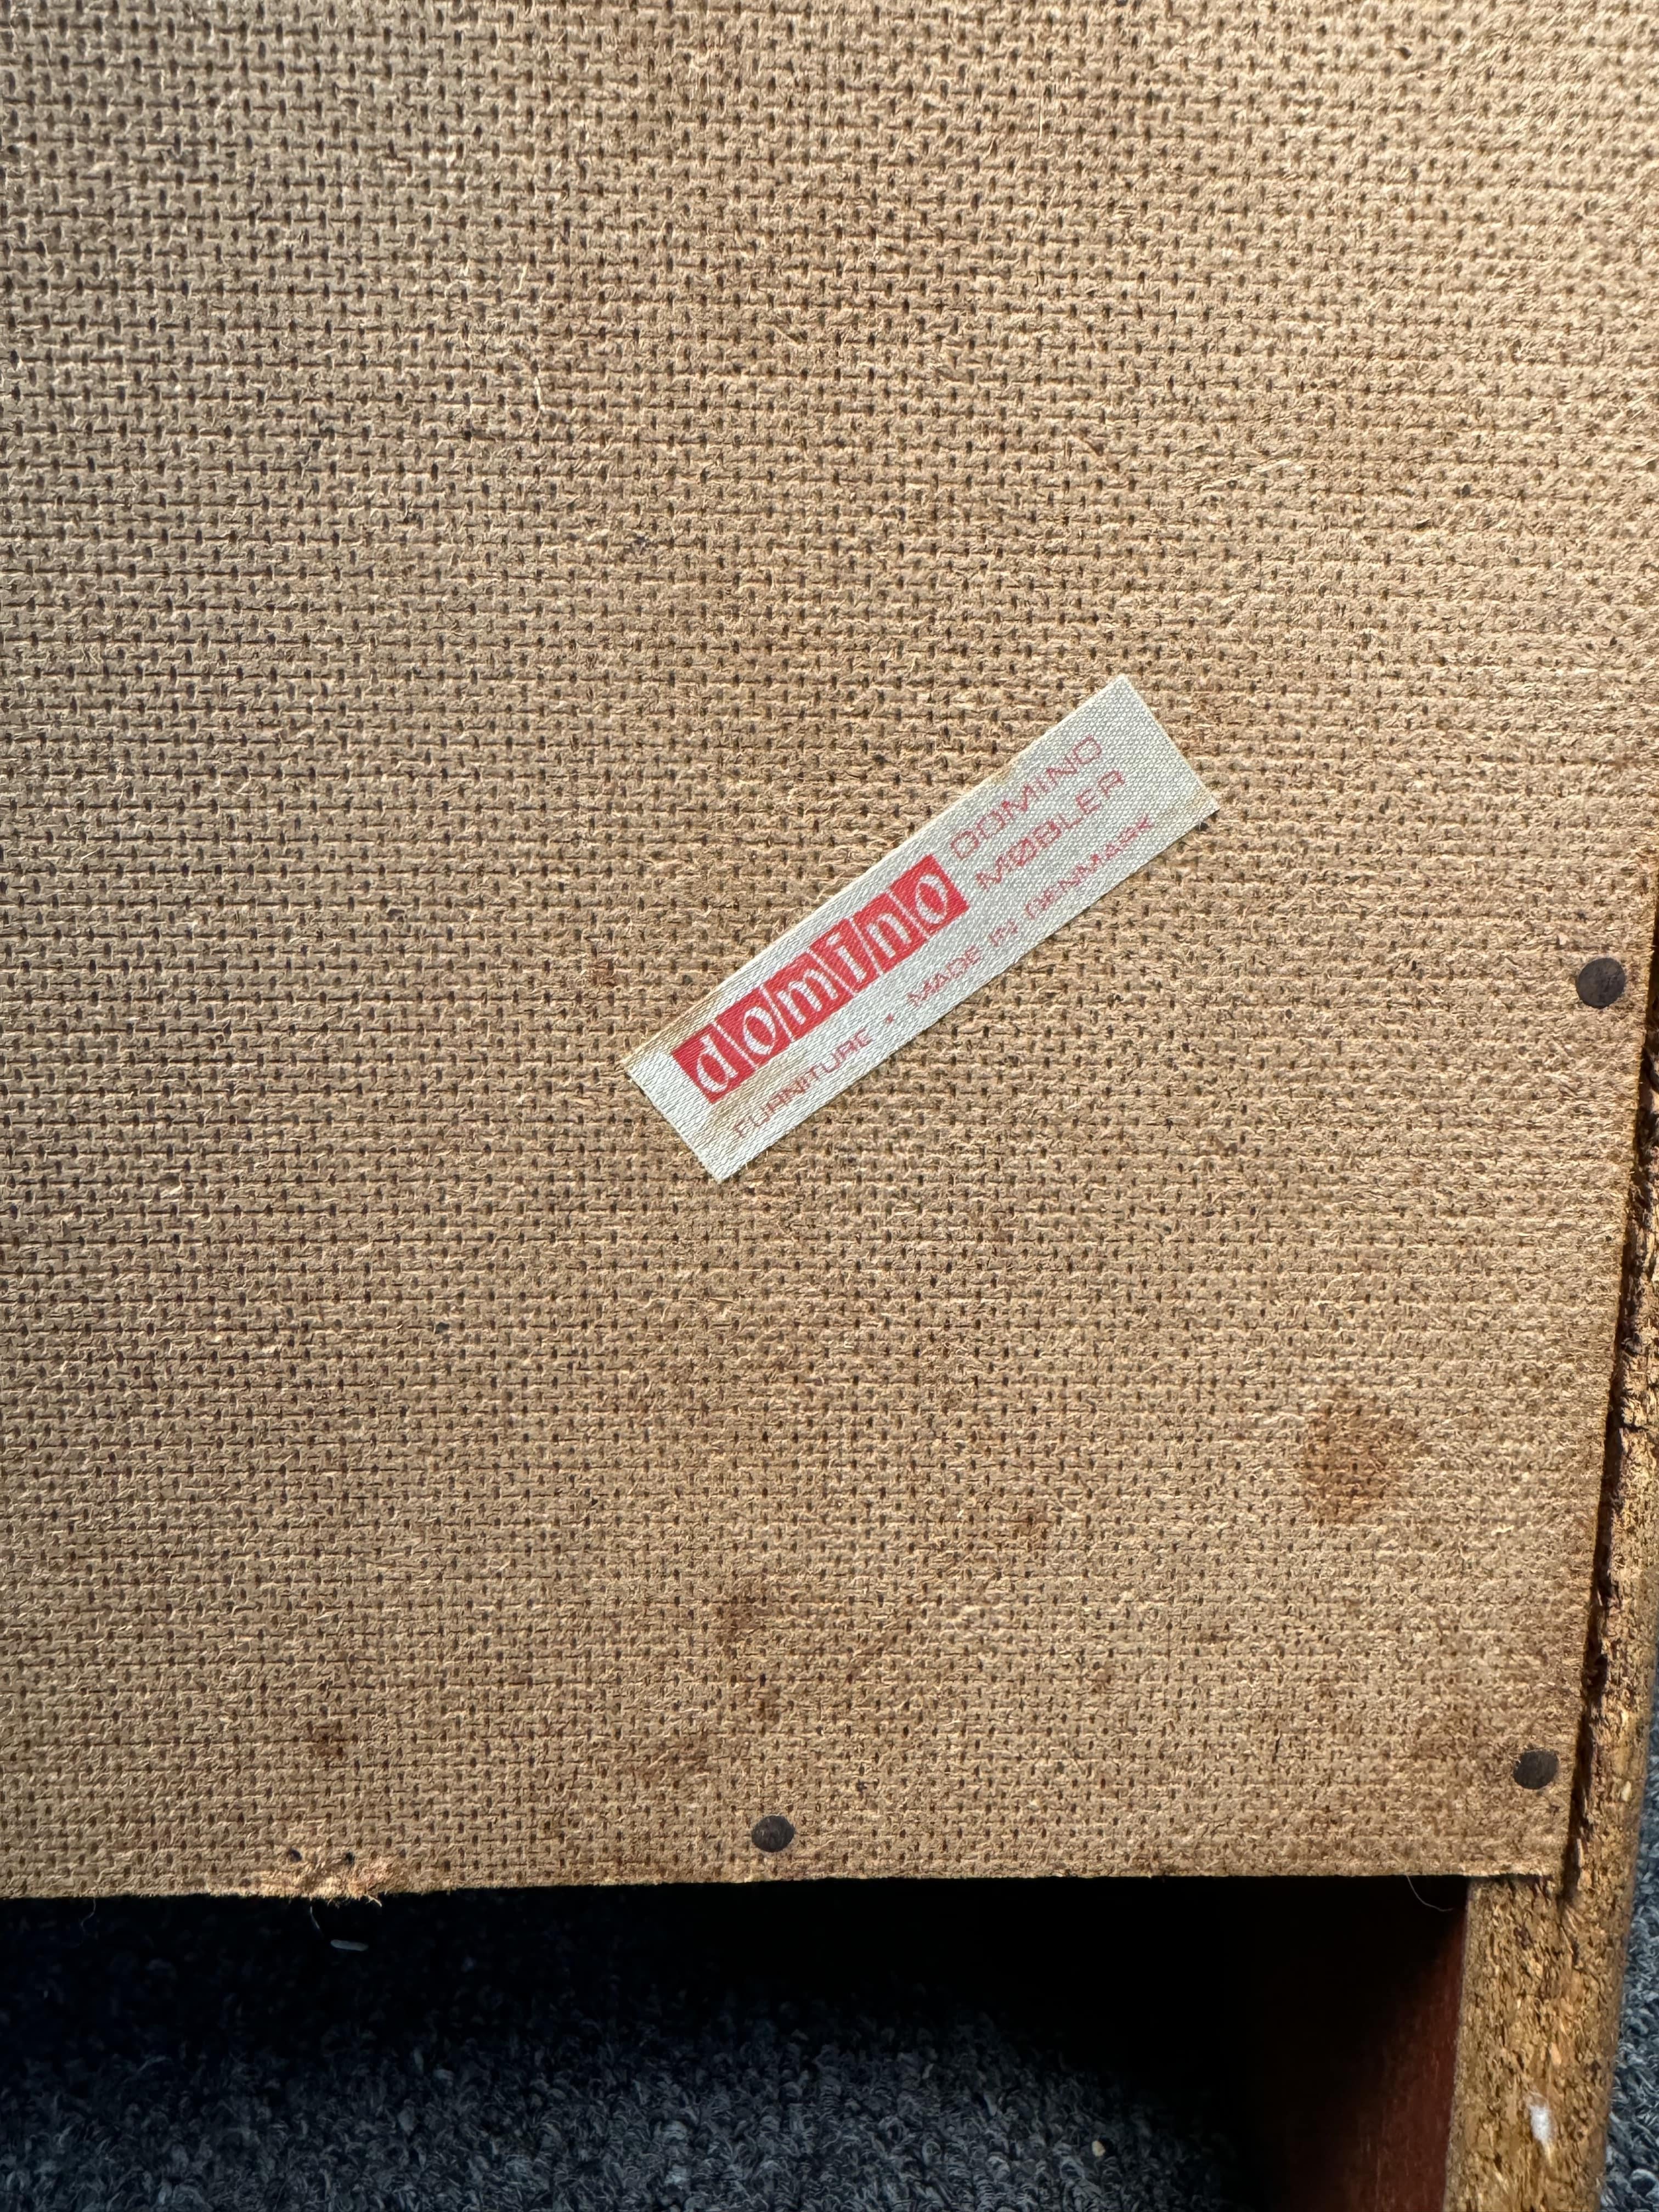 domino
DOMINO
MØBLER
FURNITURE • MADE IN DENMARK